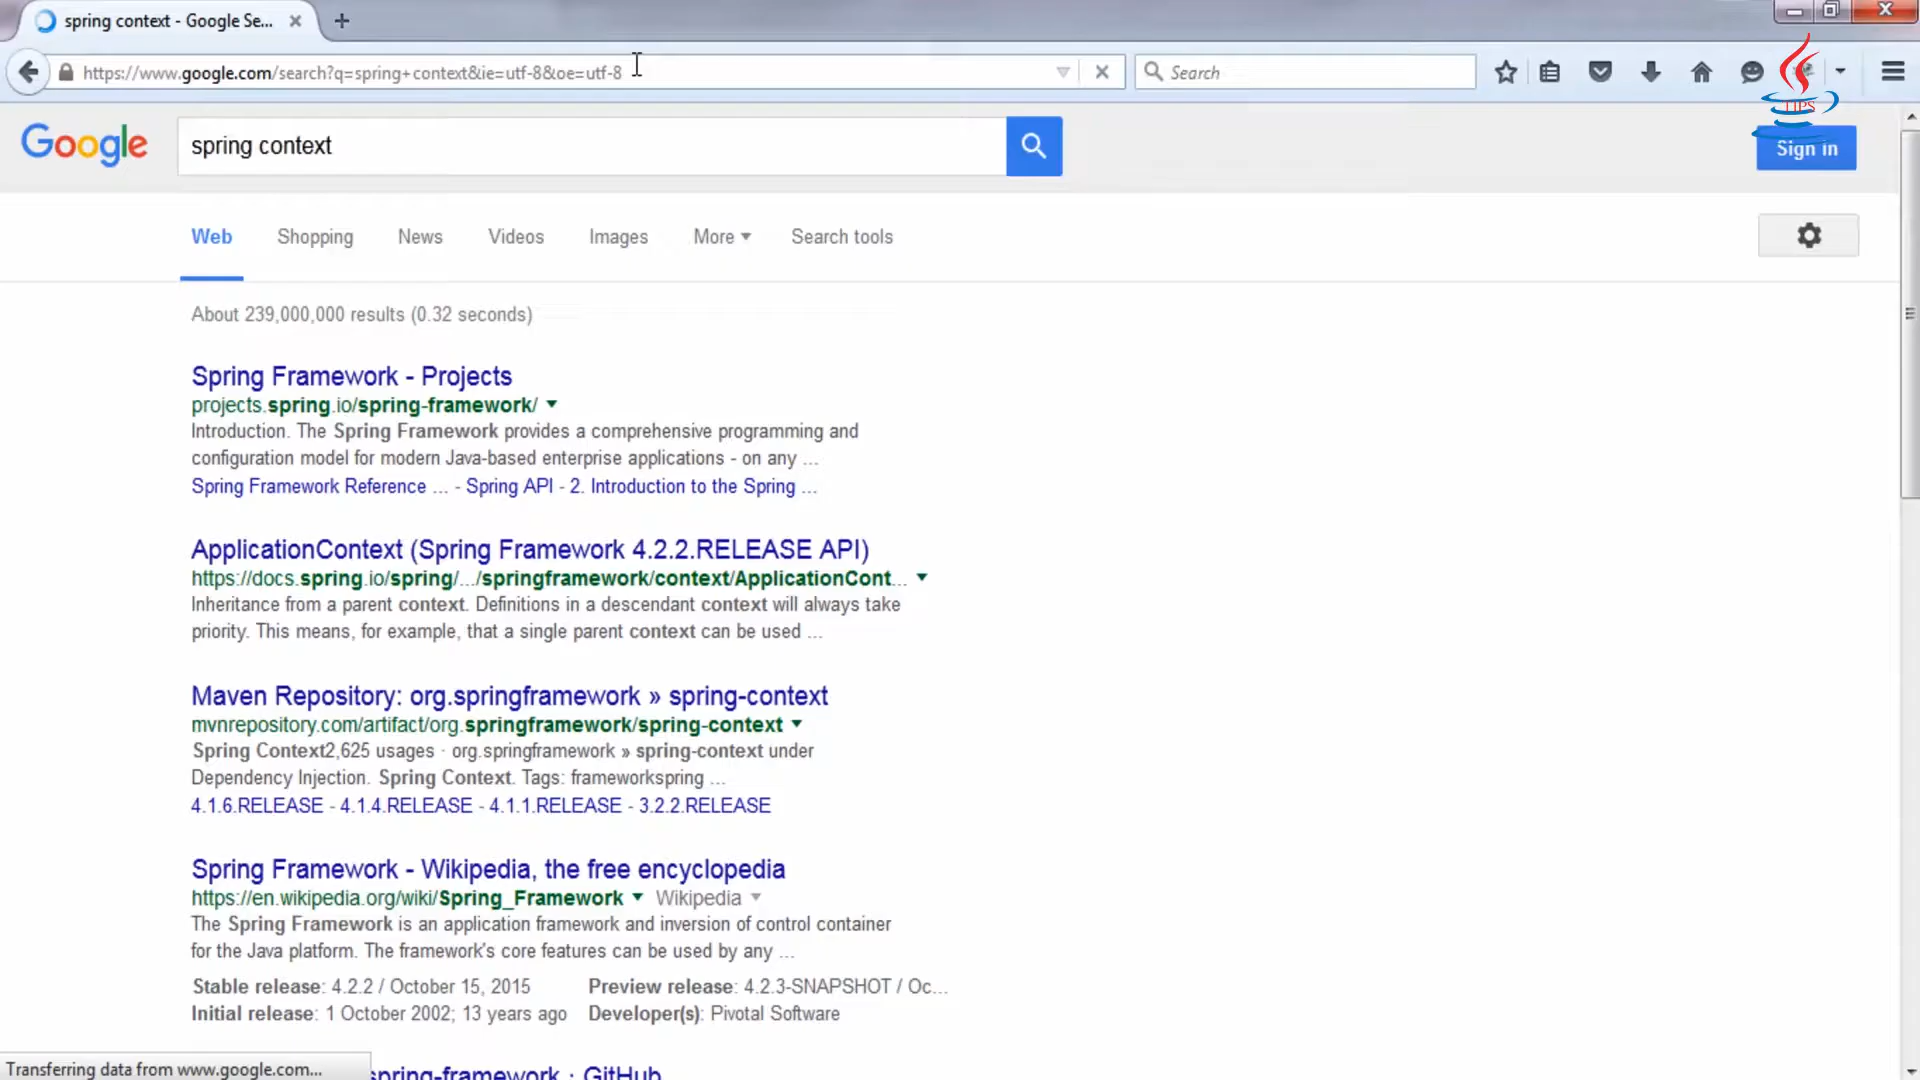 spring context - Google Se...
https://www.google.com/search?q=spring+context&ie=utf-8&oe=utf-8
Search
TIPS
Google
spring context
Sign in
Web
Shopping
News
Videos
Images
More
Search tools
About 239,000,000 results (0.32 seconds)
Spring Framework - Projects
projects.spring.io/spring-framework/
Introduction. The Spring Framework provides a comprehensive programming and
configuration model for modern Java-based enterprise applications - on any ...
Spring Framework Reference ... - Spring API - 2. Introduction to the Spring ...
ApplicationContext (Spring Framework 4.2.2.RELEASE API)
https://docs.spring.io/spring/.../springframework/context/ApplicationCont...
Inheritance from a parent context. Definitions in a descendant context will always take
priority. This means, for example, that a single parent context can be used ...
Maven Repository: org.springframework » spring-context
mvnrepository.com/artifact/org.springframework/spring-context
Spring Context2,625 usages · org.springframework » spring-context under
Dependency Injection. Spring Context. Tags: frameworkspring ...
4.1.6.RELEASE - 4.1.4.RELEASE - 4.1.1.RELEASE - 3.2.2.RELEASE
Spring Framework - Wikipedia, the free encyclopedia
https://en.wikipedia.org/wiki/Spring_Framework Wikipedia
The Spring Framework is an application framework and inversion of control container
for the Java platform. The framework's core features can be used by any ...
Stable release: 4.2.2 / October 15, 2015 Preview release: 4.2.3-SNAPSHOT / Oc...
Initial release: 1 October 2002; 13 years ago Developer(s): Pivotal Software
spring-framework · GitHub
Transferring data from www.google.com...